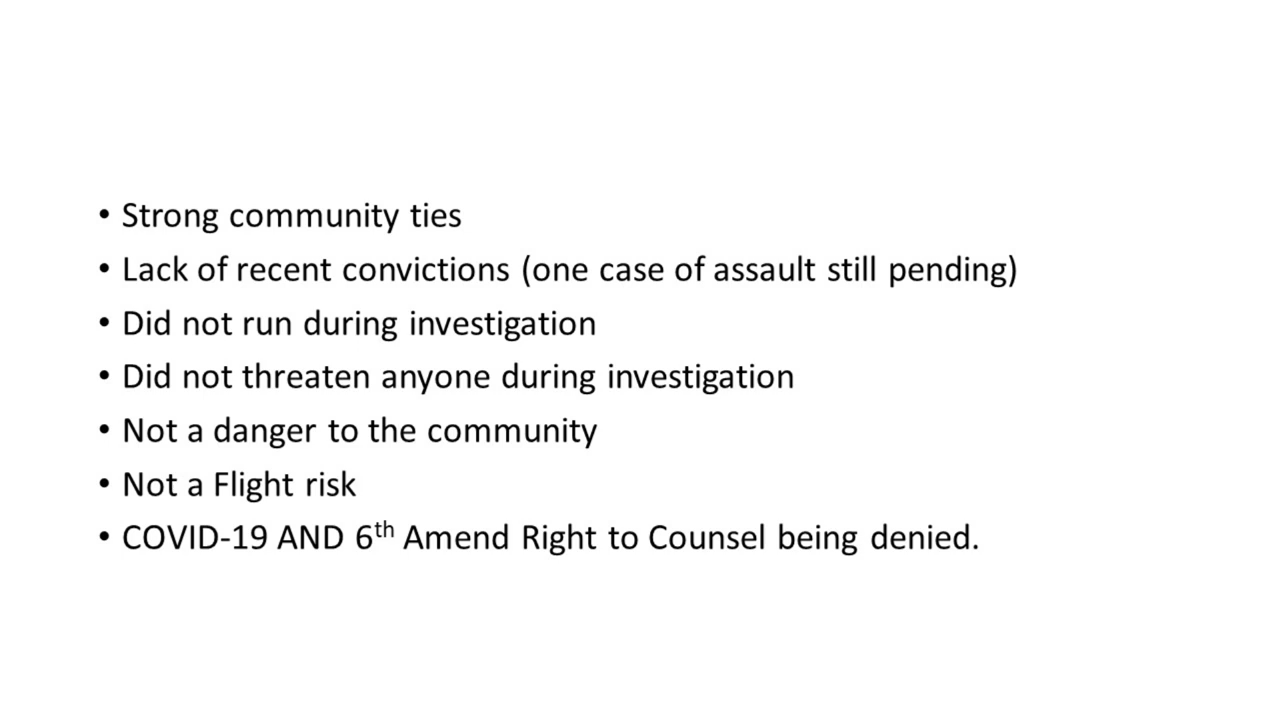 • Strong community ties
• Lack of recent convictions (one case of assault still pending)
• Did not run during investigation
• Did not threaten anyone during investigation
• Not a danger to the community
• Not a Flight risk
• COVID-19 AND 6th Amend Right to Counsel being denied.